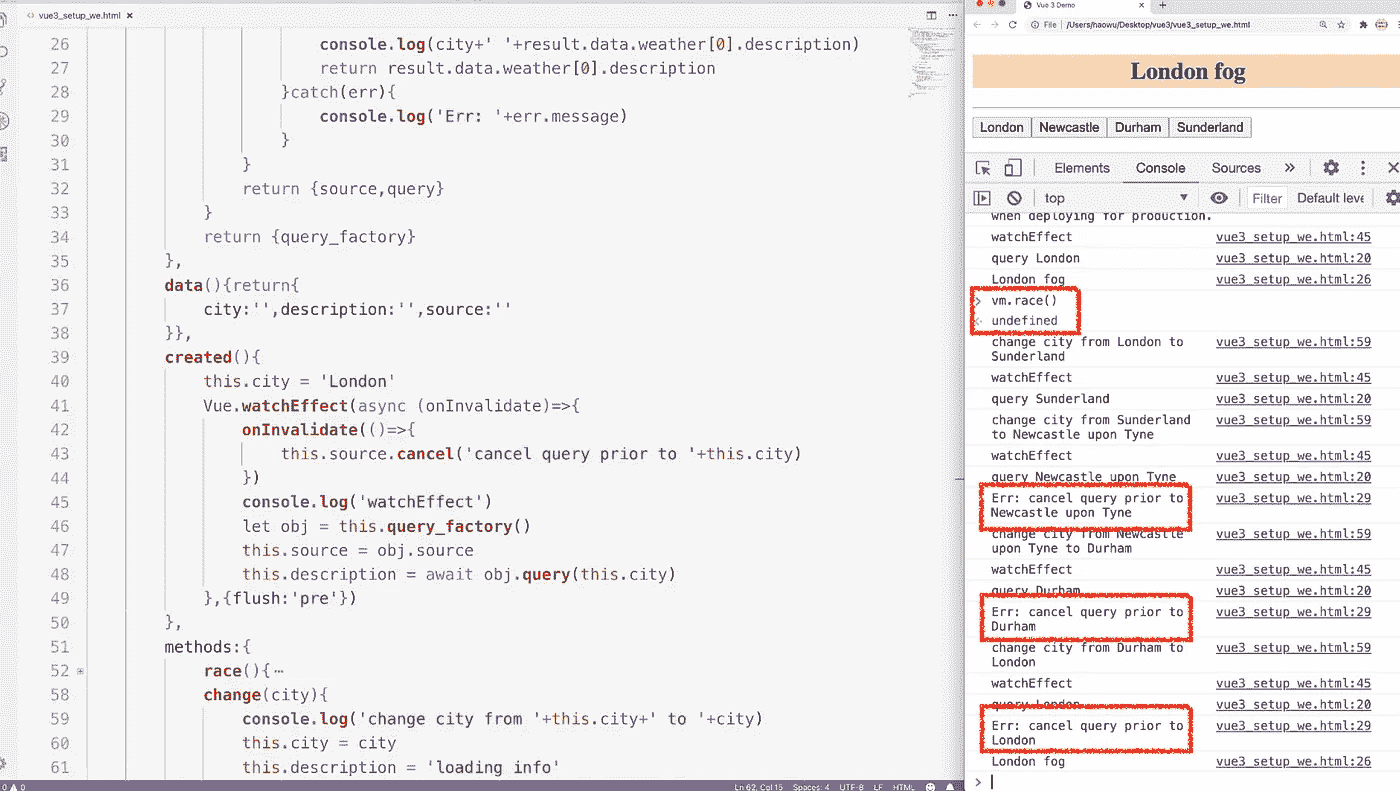 vue3_setup_we.html
26 console.log(city+' '+result.data.weather[0].description)
27 return result.data.weather[0].description
28 }catch(err){
29 console.log('Err: '+err.message)
30 }
31 }
32 return {source,query}
33 }
34 return {query_factory}
35 },
36 data(){return{
37 city:'',description:'',source:''
38 }},
39 created(){
40 this.city = 'London'
41 Vue.watchEffect(async (onInvalidate)=>{
42 onInvalidate(()=>{
43 this.source.cancel('cancel query prior to '+this.city)
44 })
45 console.log('watchEffect')
46 let obj = this.query_factory()
47 this.source = obj.source
48 this.description = await obj.query(this.city)
49 },{flush:'pre'})
50 },
51 methods:{
52 race(){⋯
58 change(city){
59 console.log('change city from '+this.city+' to '+city)
60 this.city = city
61 this.description = 'loading info'
0 0
Ln 62, Col 15 Spaces: 4 UTF-8 LF HTML
Vue 3 Demo
File | /Users/haowu/Desktop/vue3/vue3_setup_we.html
London fog
London Newcastle Durham Sunderland
Elements Console Sources
top Filter Default leve
when deploying for production.
watchEffect vue3_setup_we.html:45
query London vue3_setup_we.html:20
London fog vue3_setup_we.html:26
vm.race()
undefined
change city from London to vue3_setup_we.html:59
Sunderland
watchEffect vue3_setup_we.html:45
query Sunderland vue3_setup_we.html:20
change city from Sunderland vue3_setup_we.html:59
to Newcastle upon Tyne
watchEffect vue3_setup_we.html:45
query Newcastle upon Tyne vue3_setup_we.html:20
Err: cancel query prior to vue3_setup_we.html:29
Newcastle upon Tyne
change city from Newcastle vue3_setup_we.html:59
upon Tyne to Durham
watchEffect vue3_setup_we.html:45
query Durham vue3_setup_we.html:20
Err: cancel query prior to vue3_setup_we.html:29
Durham
change city from Durham to vue3_setup_we.html:59
London
watchEffect vue3_setup_we.html:45
query London vue3_setup_we.html:20
Err: cancel query prior to vue3_setup_we.html:29
London
London fog vue3_setup_we.html:26